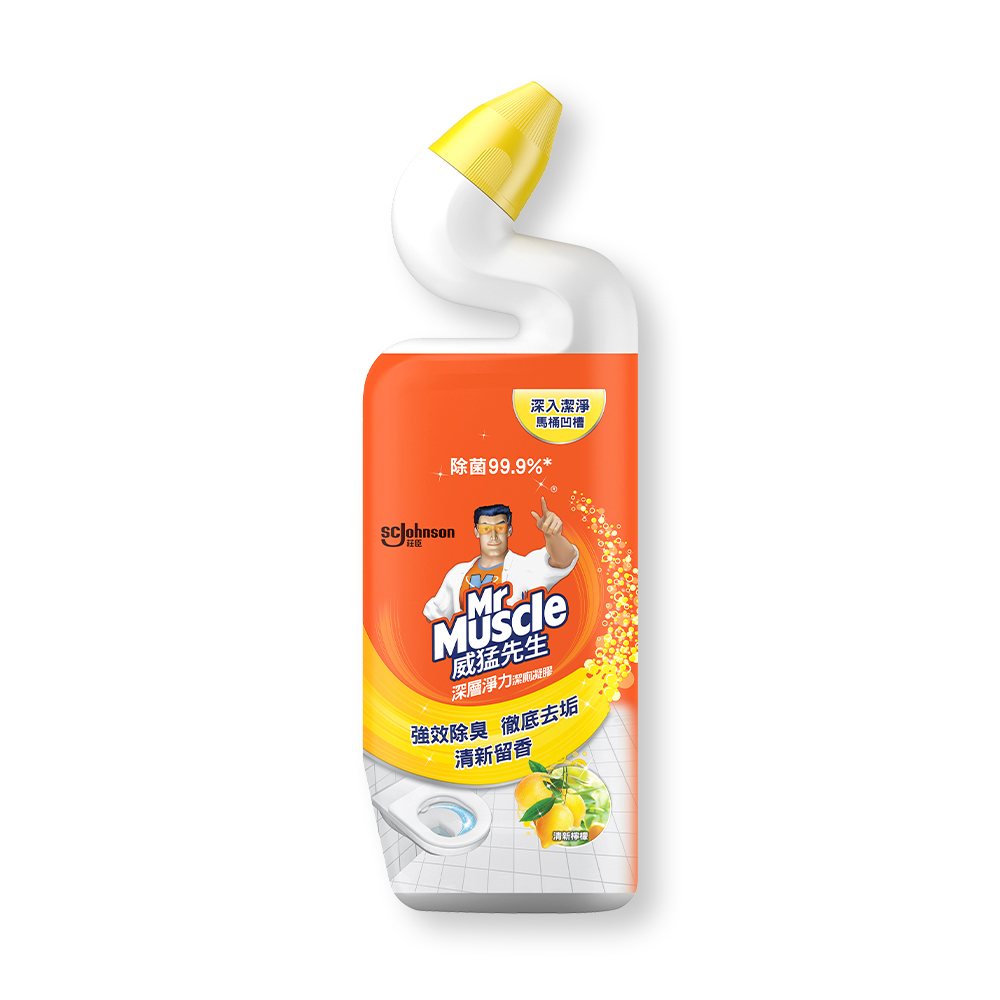 深入潔淨
馬桶凹槽
除菌99.9%*
SCJohnson
莊臣
®
Mr
Muscle
威猛先生
深層淨力潔廁凝膠
強效除臭 徹底去垢
清新留香
清新檸檬